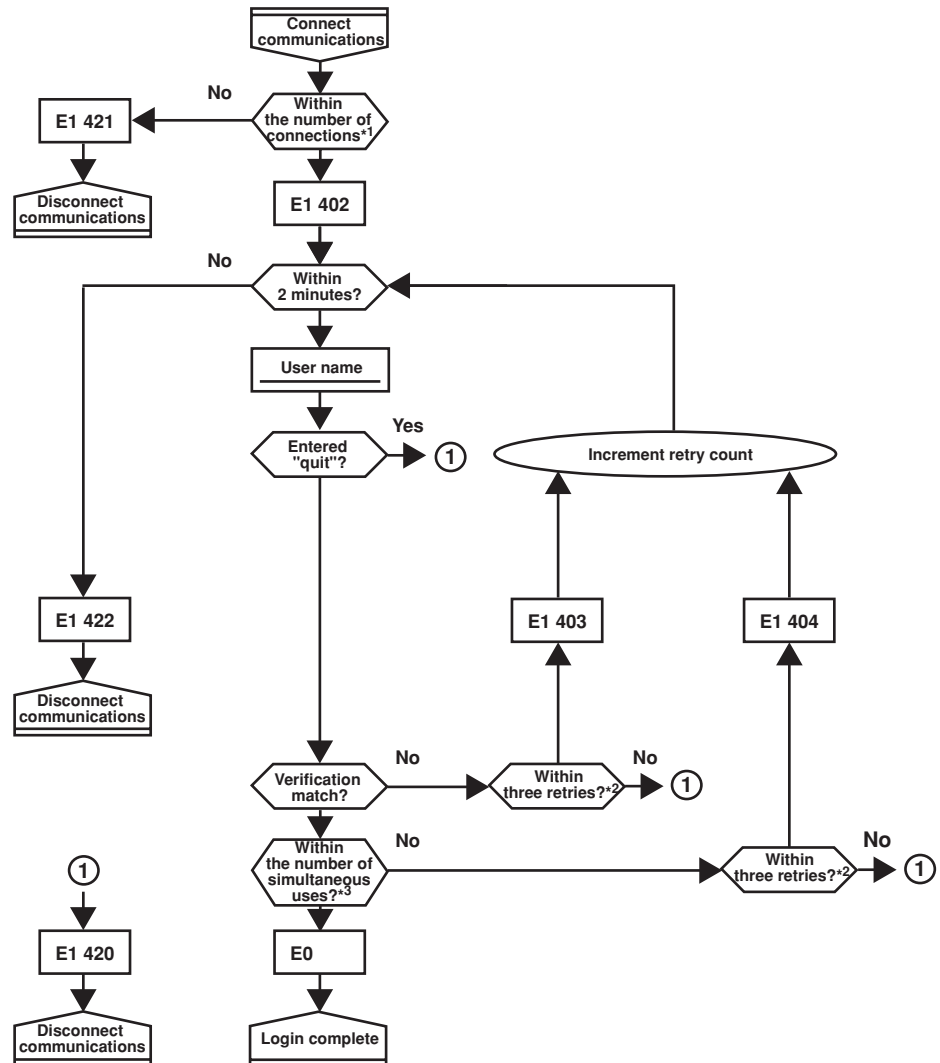 Connect
communications
No
Within
the number of
connections*1
E1 421
Disconnect
communications
E1 402
No
Within
2 minutes?
User name
Yes
Entered
"quit"?
1
Increment retry count
E1 422
E1 403
E1 404
Disconnect
communications
Verification
match?
No
Within
three retries?*2
No
1
Within
the number of
simultaneous
uses?*3
No
Within
three retries?*2
No
1
1
E1 420
E0
Disconnect
communications
Login complete